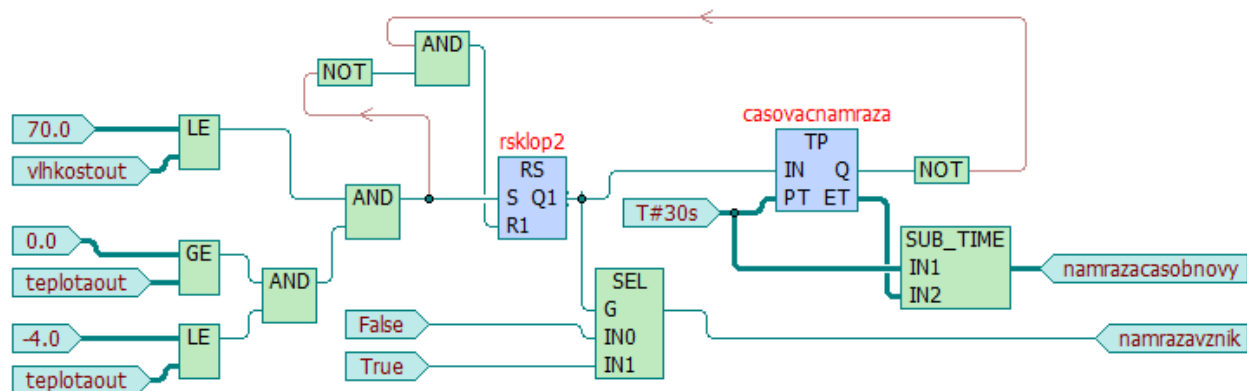 AND
NOT
casovacnamraza
70.0
LE
rsklop2
TP
vlhkostout
RS
IN Q
NOT
AND
S Q1
PT ET
R1
T#30s
0.0
GE
SUB_TIME
teplotaout
AND
SEL
IN1
namrazacasobnovy
G
IN2
-4.0
LE
False
IN0
namrazavznik
teplotaout
True
IN1